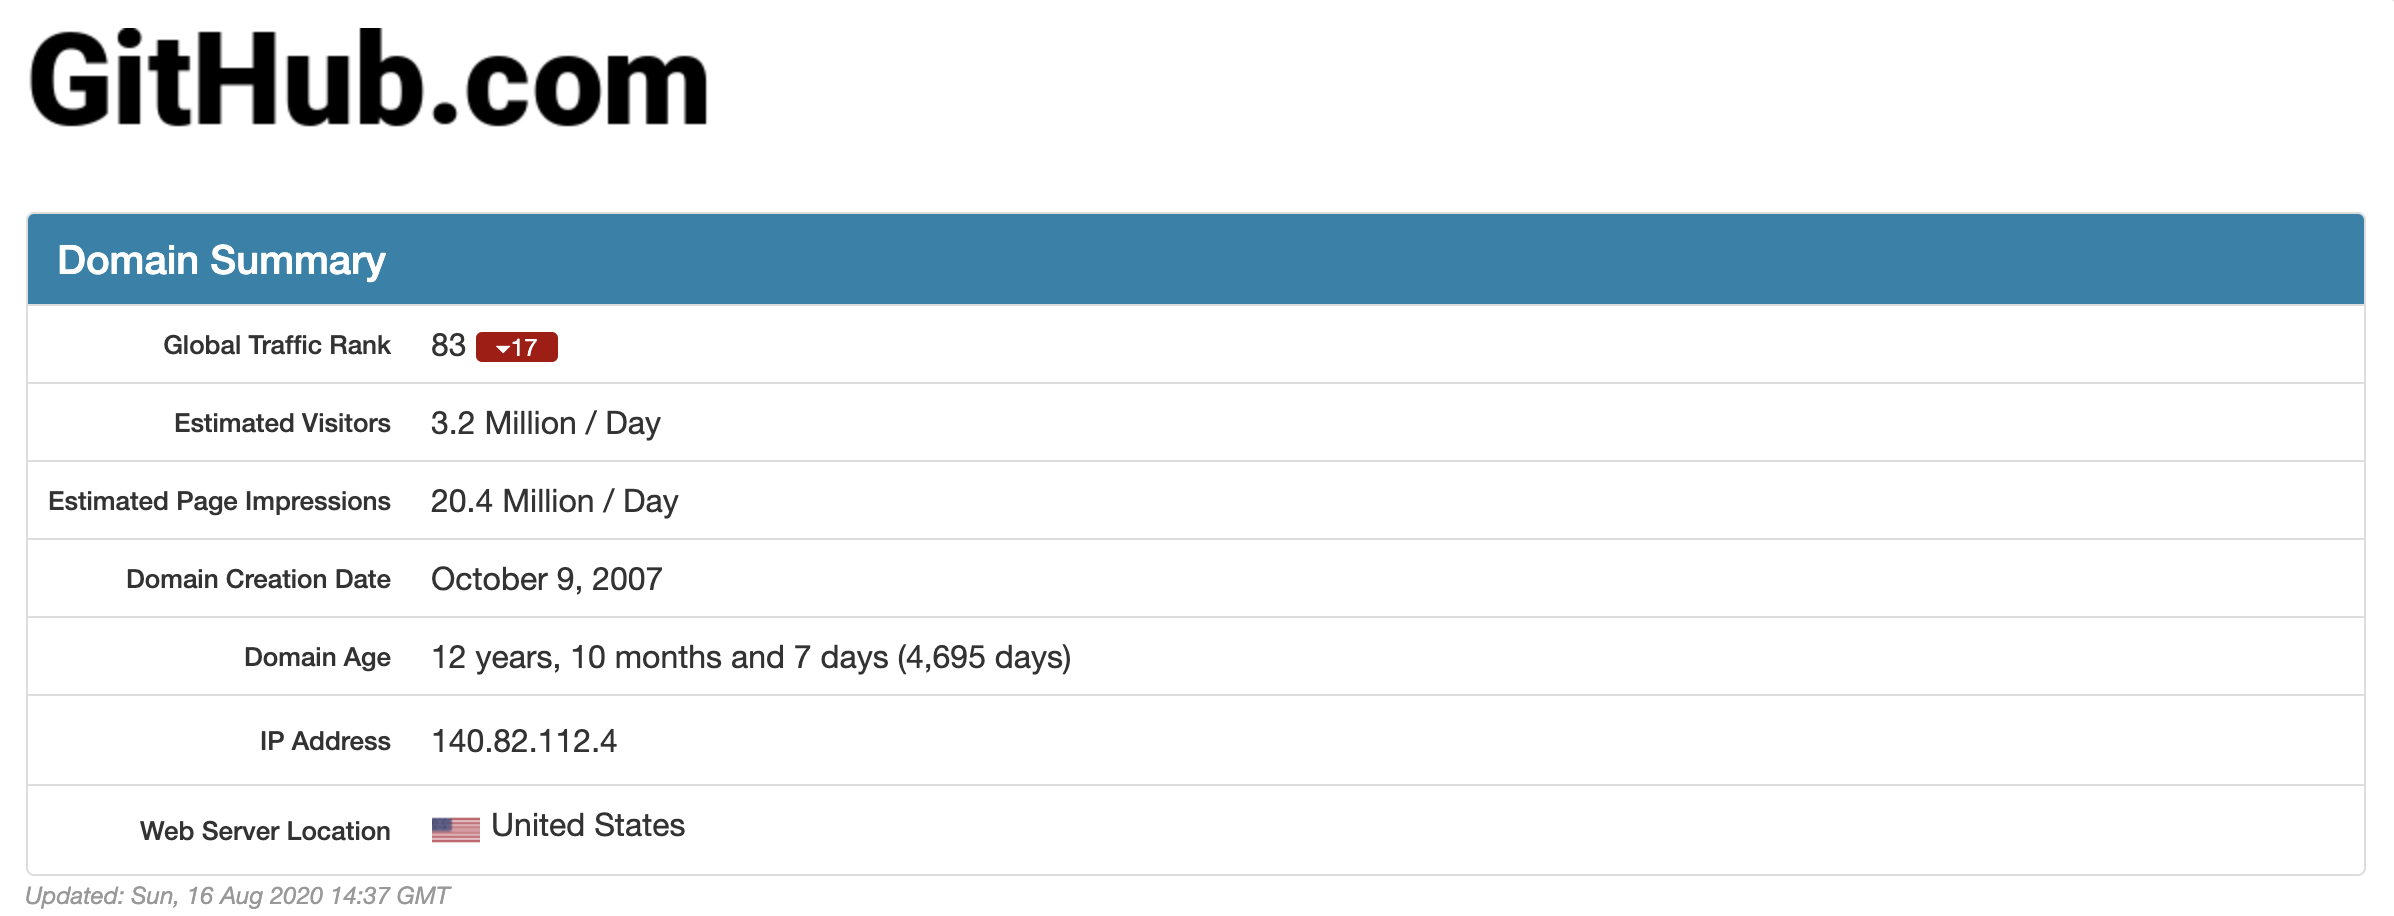 GitHub.com
Domain Summary
Global Traffic Rank 83 17
Estimated Visitors 3.2 Million / Day
Estimated Page Impressions 20.4 Million / Day
Domain Creation Date October 9, 2007
Domain Age 12 years, 10 months and 7 days (4,695 days)
IP Address 140.82.112.4
Web Server Location United States
Updated: Sun, 16 Aug 2020 14:37 GMT